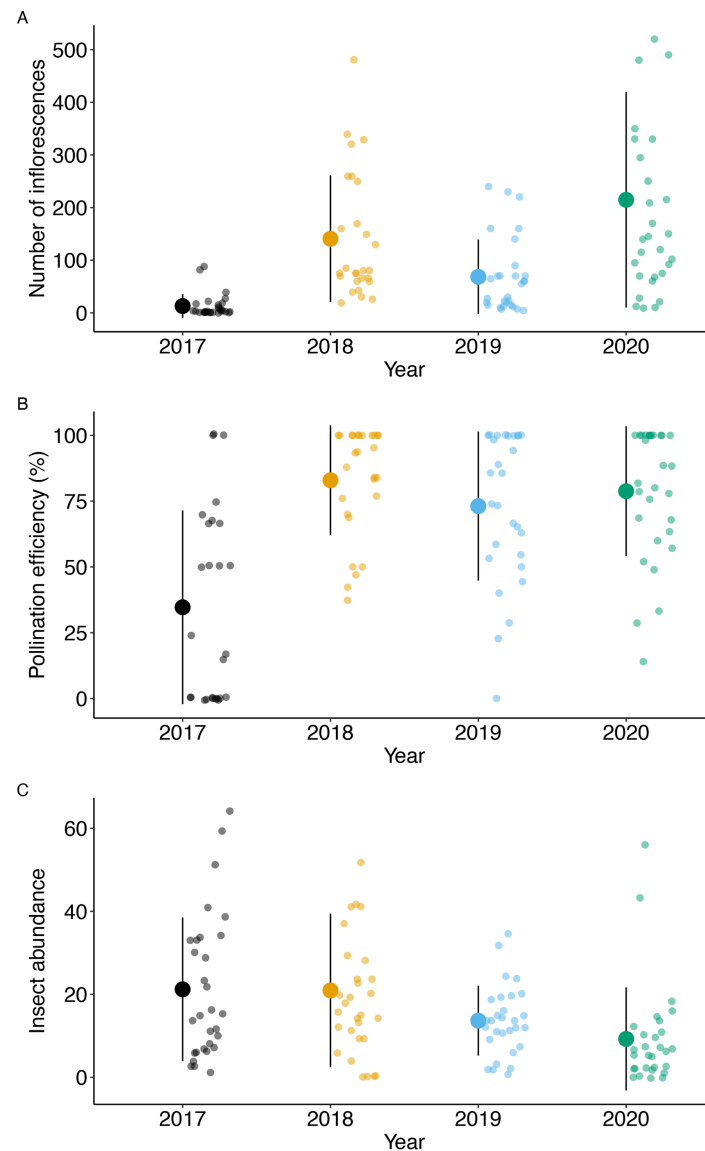 A
Number of inflorescences
500
400
300
200
100
0
2017 2018 2019 2020
Year
B
Pollination efficiency (%)
100
75
50
25
0
2017 2018 2019 2020
Year
C
Insect abundance
60
40
20
0
2017 2018 2019 2020
Year